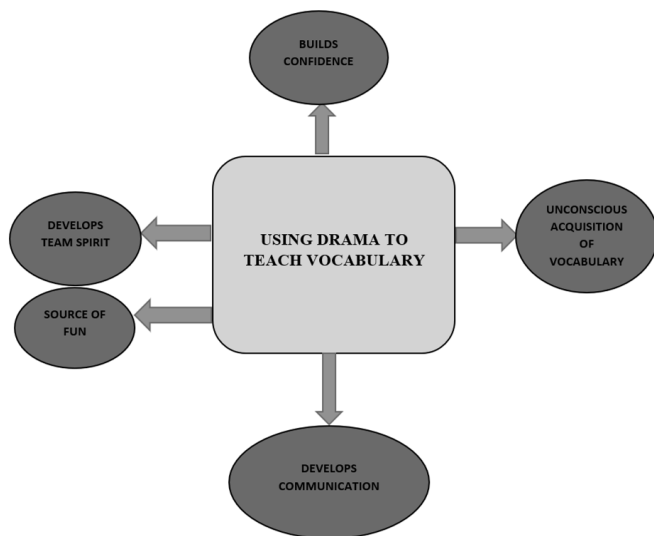 BUILDS
CONFIDENCE
DEVELOPS
TEAM SPIRIT
USING DRAMA TO
TEACH VOCABULARY
UNCONSCIOUS
ACQUISITION
OF
VOCABULARY
SOURCE OF
FUN
DEVELOPS
COMMUNICATION